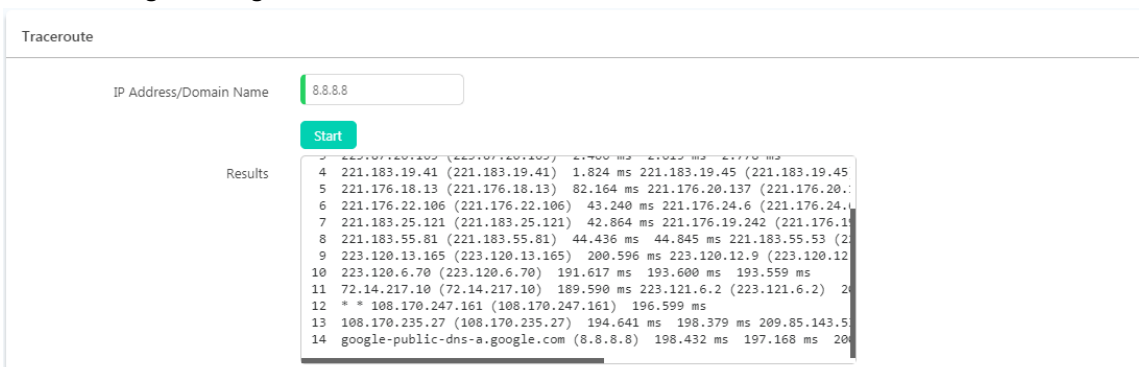 Traceroute
IP Address/Domain Name
8.8.8.8
Start
Results
4 221.183.19.41 (221.183.19.41) 1.824 ms 221.183.19.45 (221.183.19.45
5 221.176.18.13 (221.176.18.13) 82.164 ms 221.176.20.137 (221.176.20.
6 221.176.22.106 (221.176.22.106) 43.240 ms 221.176.24.6 (221.176.24.
7 221.183.25.121 (221.183.25.121) 42.864 ms 221.176.19.242 (221.176.1
8 221.183.55.81 (221.183.55.81) 44.436 ms 44.845 ms 221.183.55.53 (2
9 223.120.13.165 (223.120.13.165) 200.596 ms 223.120.12.9 (223.120.12
10 223.120.6.70 (223.120.6.70) 191.617 ms 193.600 ms 193.559 ms
11 72.14.217.10 (72.14.217.10) 189.590 ms 223.121.6.2 (223.121.6.2) 2
12 * * 108.170.247.161 (108.170.247.161) 196.599 ms
13 108.170.235.27 (108.170.235.27) 194.641 ms 198.379 ms 209.85.143.5
14 google-public-dns-a.google.com (8.8.8.8) 198.432 ms 197.168 ms 20